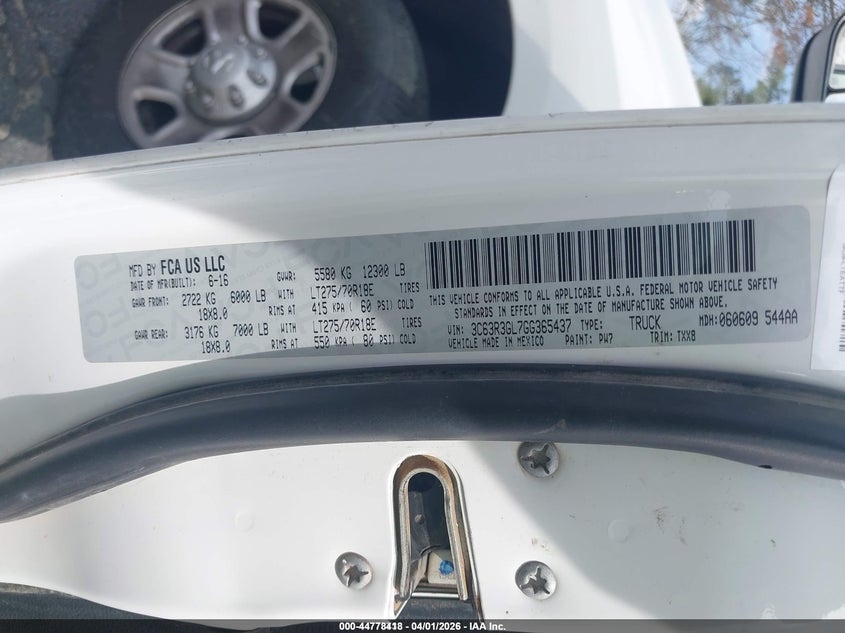 MFD BY FCA US LLC
DATE OF MFR(BUILT): 6-16 GVWR: 5580 KG 12300 LB
GAWR FRONT: 2722 KG 6000 LB WITH LT275/70R18E TIRES
18X8.0 RIMS AT 415 KPA ( 60 PSI) COLD
GAWR REAR: 3176 KG 7000 LB WITH LT275/70R18E TIRES
18X8.0 RIMS AT 550 KPA ( 80 PSI) COLD
THIS VEHICLE CONFORMS TO ALL APPLICABLE U.S.A. FEDERAL MOTOR VEHICLE SAFETY
STANDARDS IN EFFECT ON THE DATE OF MANUFACTURE SHOWN ABOVE.
VIN: 3C63R3GL7GG365437 TYPE: TRUCK MDH: 060609 544AA
VEHICLE MADE IN MEXICO PAINT: PW7 TRIM: TXX8
000-44778418 - 04/01/2026 - IAA Inc.